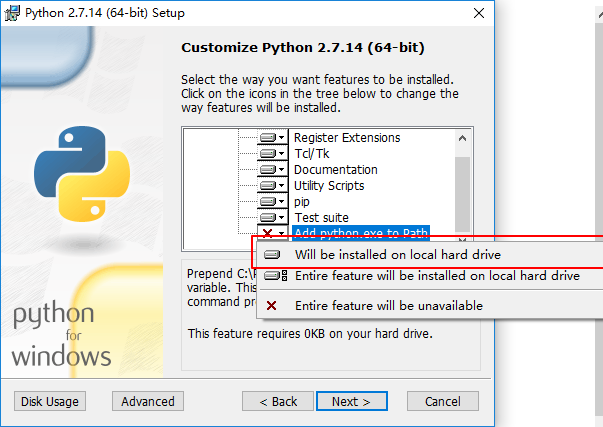 Python 2.7.14 (64-bit) Setup
Customize Python 2.7.14 (64-bit)
Select the way you want features to be installed.
Click on the icons in the tree below to change the
way features will be installed.
Register Extensions
Tcl/Tk
Documentation
Utility Scripts
pip
Test suite
Add python.exe to Path
Will be installed on local hard drive
Entire feature will be installed on local hard drive
Entire feature will be unavailable
Prepend C:\
variable. This
command
This feature requires 0KB on your hard drive.
python
for
windows
Disk Usage
Advanced
< Back
Next >
Cancel